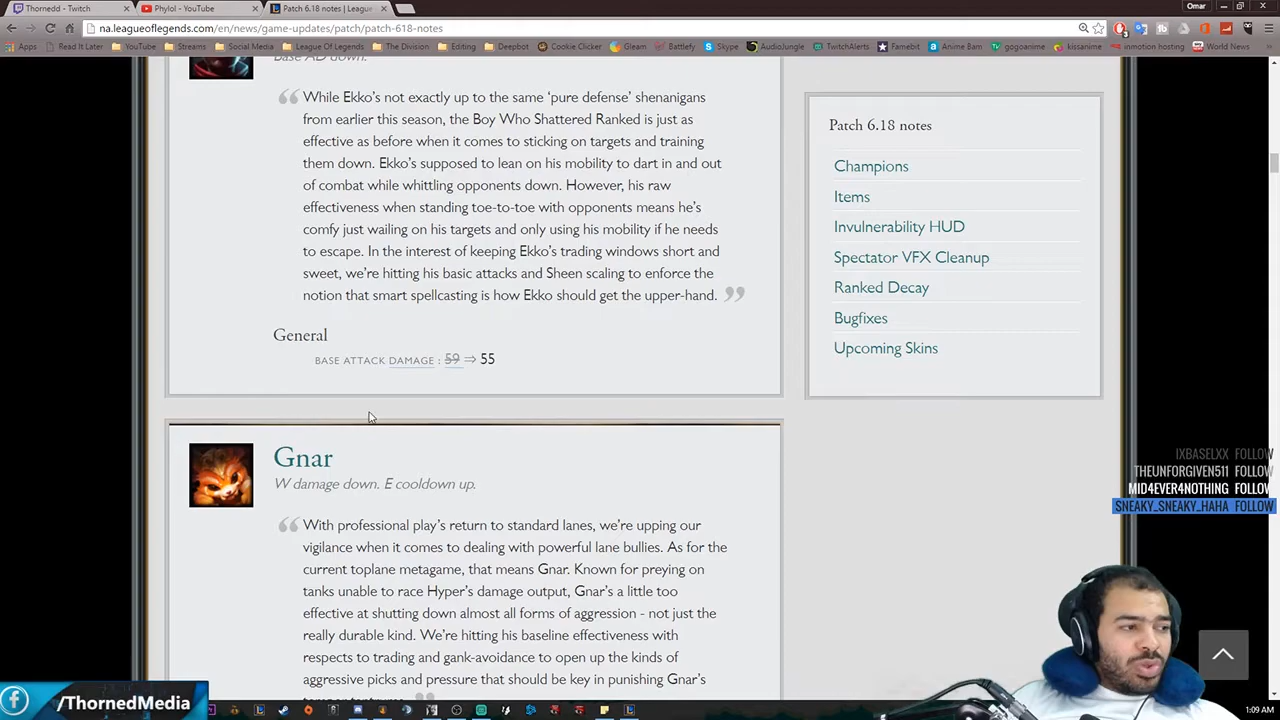 Thornedd - Twitch
Phylol - YouTube
Patch 6.18 notes | League
Omar
na.leagueoflegends.com/en/news/game-updates/patch/patch-618-notes
Apps Read It Later YouTube Streams Social Media League Of Legends The Division Editing Deepbot Cookie Clicker Gleam Battlefy Skype AudioJungle TwitchAlerts Famebit Anime Bam gogoanime kissanime inmotion hosting World News
Base AD down.
While Ekko's not exactly up to the same 'pure defense' shenanigans
from earlier this season, the Boy Who Shattered Ranked is just as
effective as before when it comes to sticking on targets and training
them down. Ekko's supposed to lean on his mobility to dart in and out
of combat while whittling opponents down. However, his raw
effectiveness when standing toe-to-toe with opponents means he's
comfy just wailing on his targets and only using his mobility if he needs
to escape. In the interest of keeping Ekko's trading windows short and
sweet, we're hitting his basic attacks and Sheen scaling to enforce the
notion that smart spellcasting is how Ekko should get the upper-hand.
General
BASE ATTACK DAMAGE : 59 ⇒ 55
Gnar
W damage down. E cooldown up.
With professional play's return to standard lanes, we're upping our
vigilance when it comes to dealing with powerful lane bullies. As for the
current toplane metagame, that means Gnar. Known for preying on
tanks unable to race Hyper's damage output, Gnar's a little too
effective at shutting down almost all forms of aggression - not just the
really durable kind. We're hitting his baseline effectiveness with
respects to trading and gank-avoidance to open up the kinds of
aggressive picks and pressure that should be key in punishing Gnar's
Patch 6.18 notes
Champions
Items
Invulnerability HUD
Spectator VFX Cleanup
Ranked Decay
Bugfixes
Upcoming Skins
IXBASELXX FOLLOW
THEUNFORGIVEN511 FOLLOW
MID4EVER4NOTHING FOLLOW
SNEAKY_SNEAKY_HAHA FOLLOW
/ThornedMedia
1:09 AM